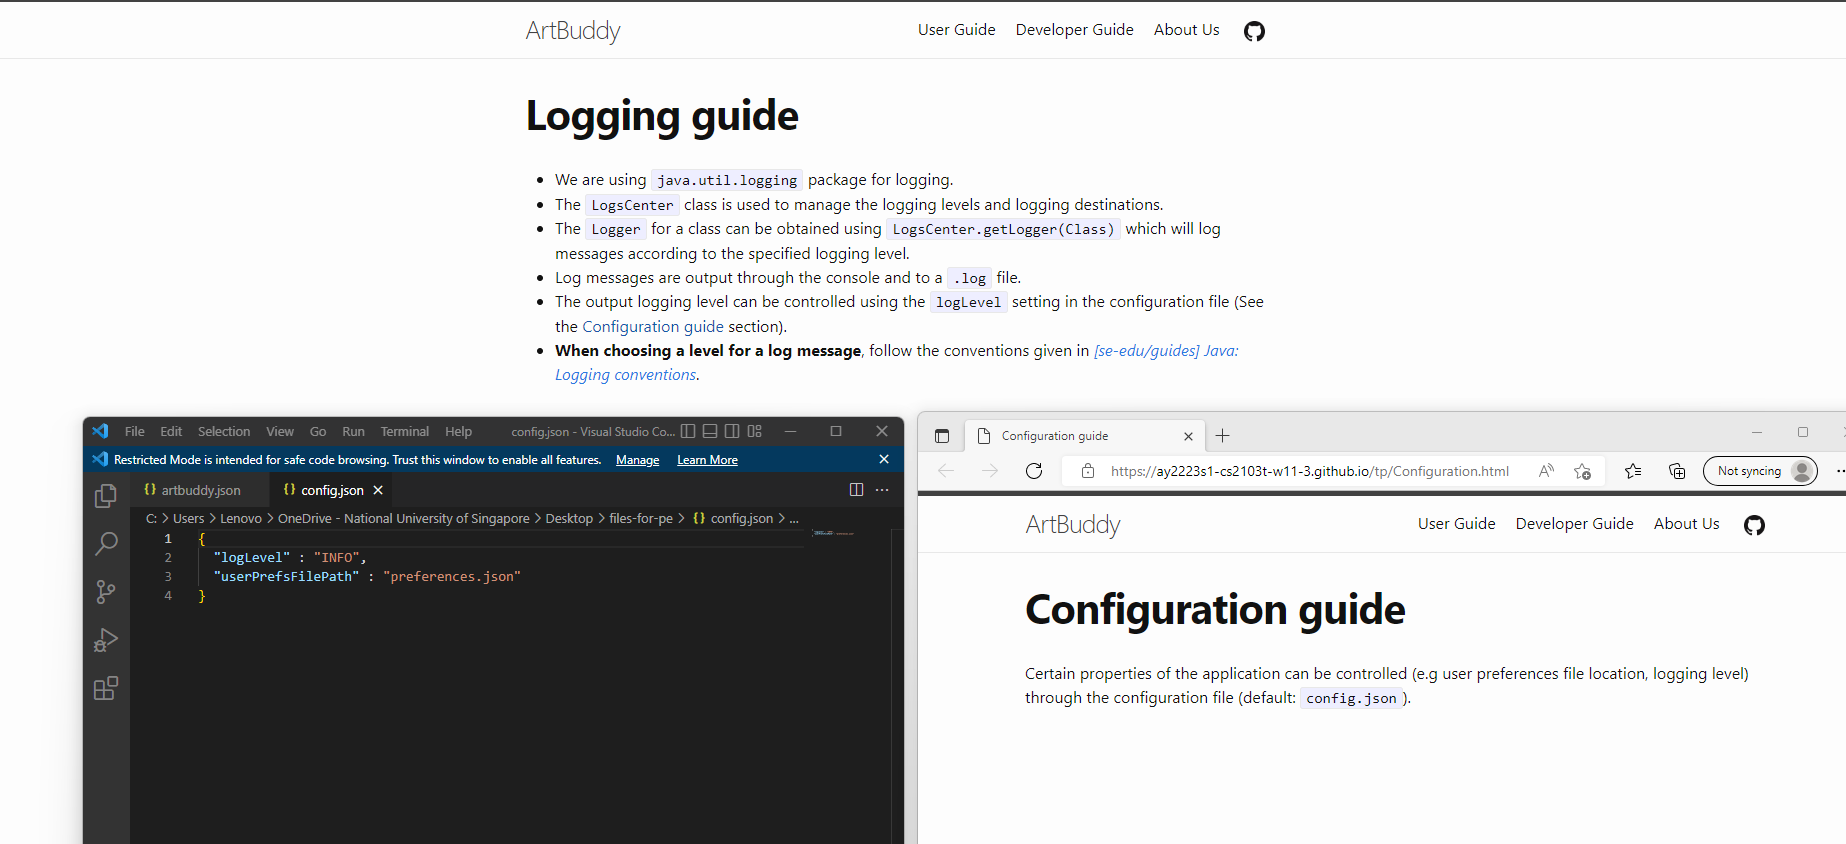 ArtBuddy
User Guide Developer Guide About Us
Logging guide
We are using java.util.logging package for logging.
The LogsCenter class is used to manage the logging levels and logging destinations.
The Logger for a class can be obtained using LogsCenter.getLogger(Class) which will log
messages according to the specified logging level.
Log messages are output through the console and to a .log file.
The output logging level can be controlled using the logLevel setting in the configuration file (See
the Configuration guide section).
When choosing a level for a log message, follow the conventions given in [se-edu/guides] Java:
Logging conventions.
File Edit Selection View Go Run Terminal Help config.json - Visual Studio Co...
Restricted Mode is intended for safe code browsing. Trust this window to enable all features. Manage Learn More
{} artbuddy.json {} config.json
C: > Users > Lenovo > OneDrive - National University of Singapore > Desktop > files-for-pe > {} config.json > ...
1 {
2 "logLevel" : "INFO",
3 "userPrefsFilePath" : "preferences.json"
4 }
Configuration guide
https://ay2223s1-cs2103t-w11-3.github.io/tp/Configuration.html
Not syncing
ArtBuddy
User Guide Developer Guide About Us
Configuration guide
Certain properties of the application can be controlled (e.g user preferences file location, logging level)
through the configuration file (default: config.json).